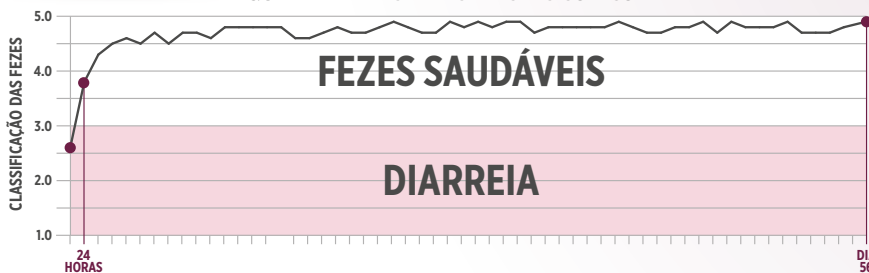 5.0
FEZES SAUDÁVEIS
4.0
CLASSIFICAÇÃO DAS FEZES
3.0
DIARREIA
2.0
1.0
24
HORAS